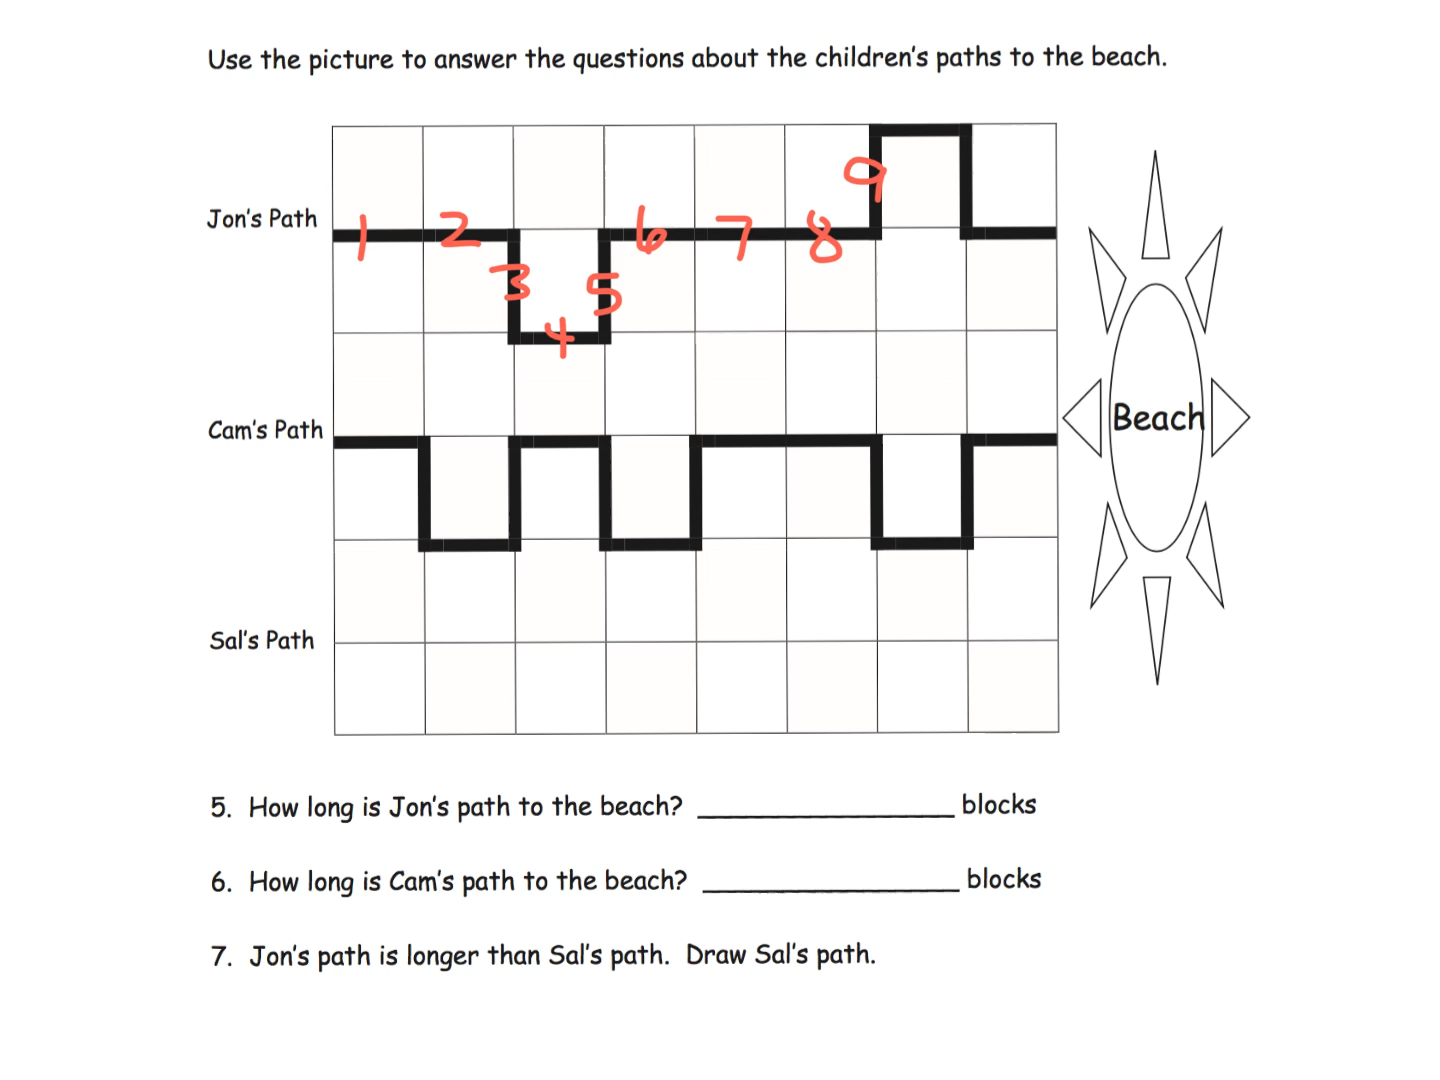 Use the picture to answer the questions about the children's paths to the beach.
9
Jon's Path
1 2 6 7 8
3 5
4
Cam's Path
Beach
Sal's Path
5. How long is Jon's path to the beach? ____________________ blocks
6. How long is Cam's path to the beach? ____________________ blocks
7. Jon's path is longer than Sal's path. Draw Sal's path.